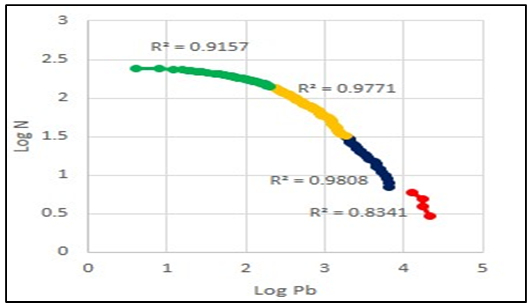 3
2.5
2
1.5
1
0.5
0
Log N
R² = 0.9157
R² = 0.9771
R² = 0.9808
R² = 0.8341
0 1 2 3 4 5
Log Pb